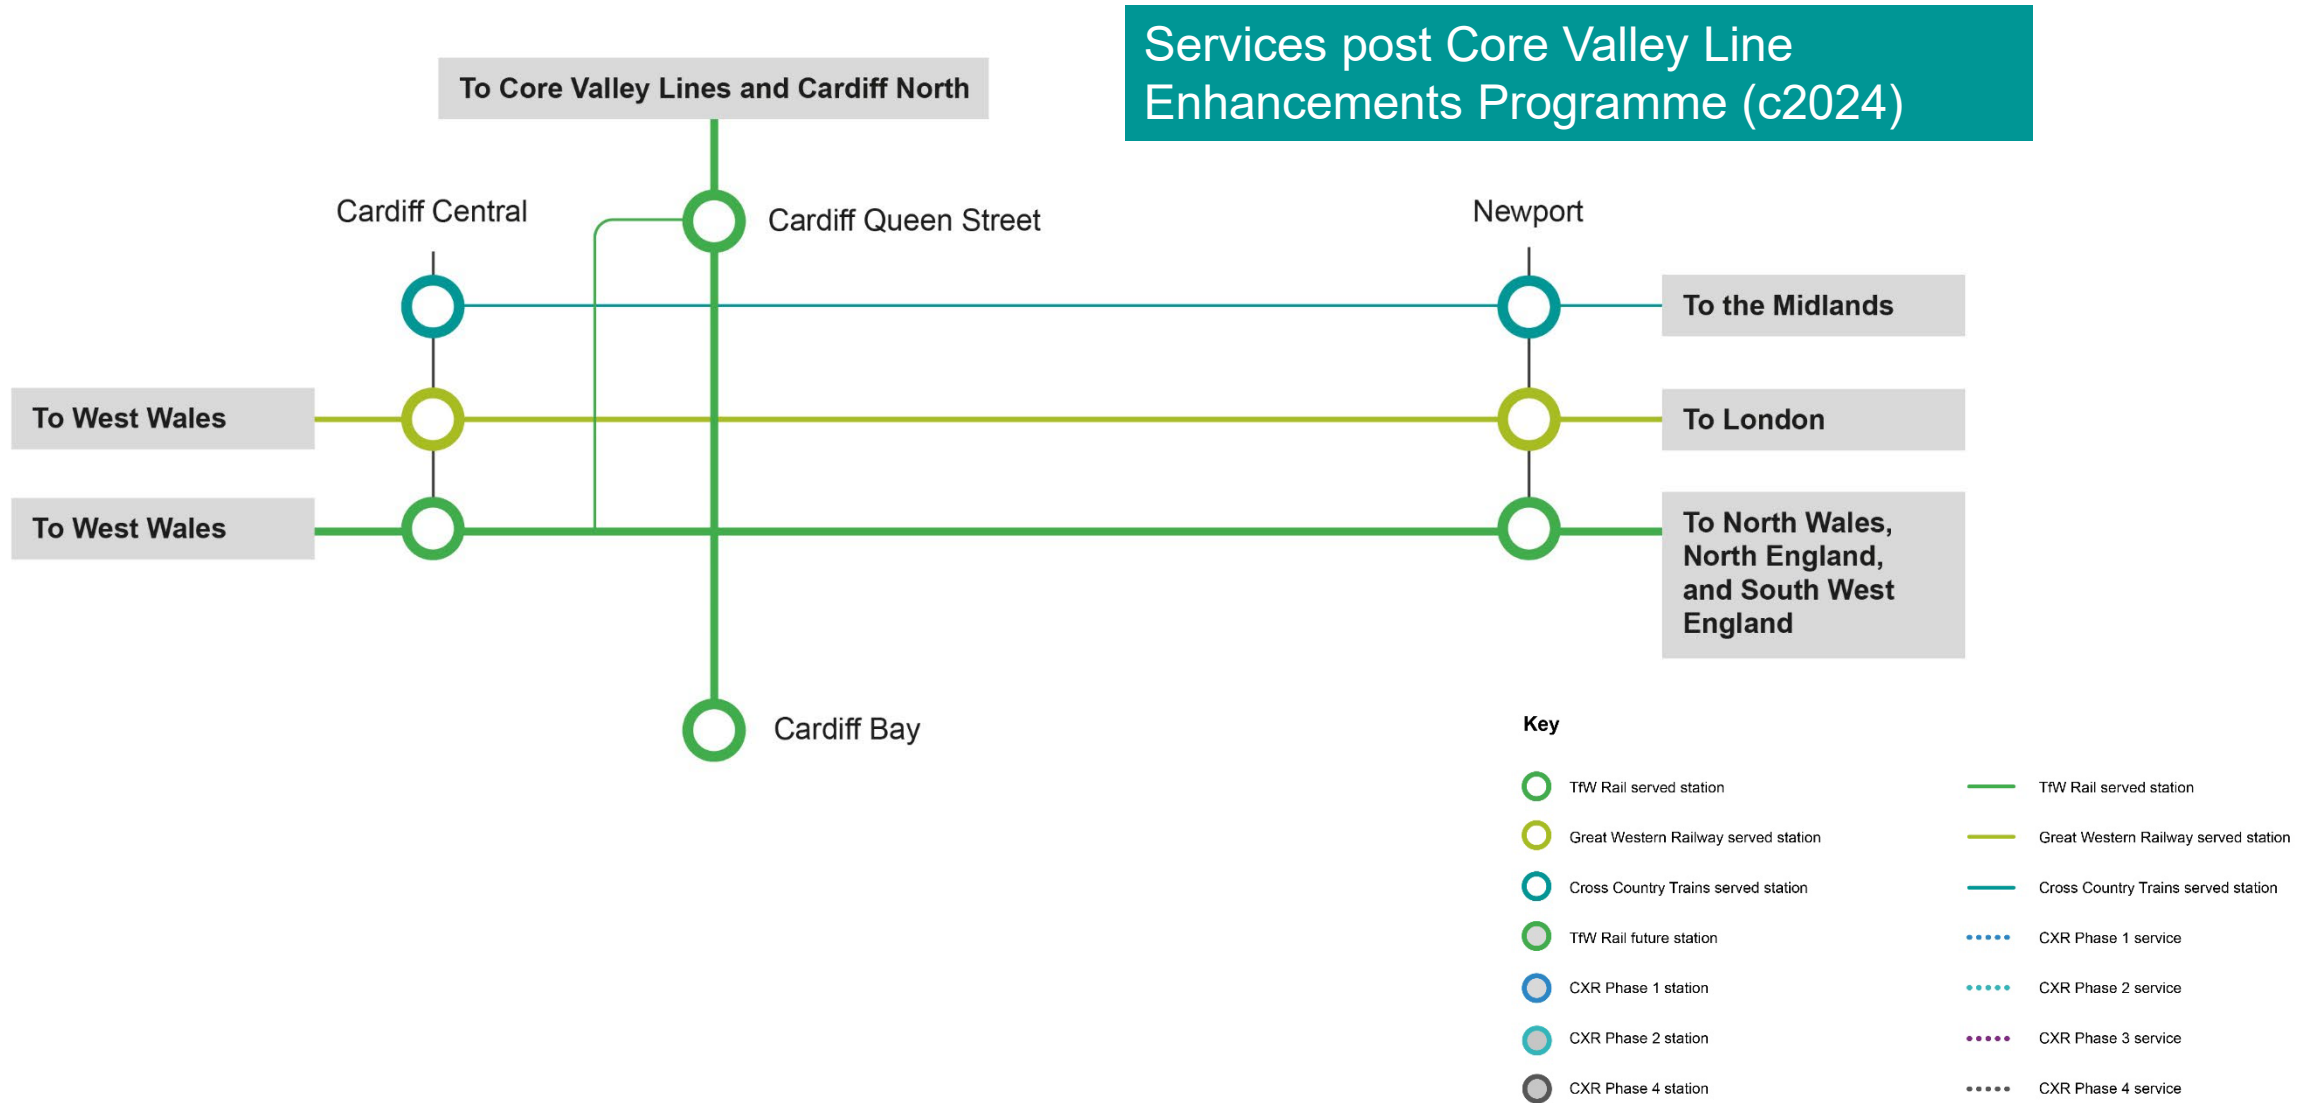 Services post Core Valley Line
Enhancements Programme (c2024)
To Core Valley Lines and Cardiff North
Cardiff Central
Cardiff Queen Street
Newport
To the Midlands
To West Wales
To London
To West Wales
To North Wales,
North England,
and South West
England
Cardiff Bay
Key
TfW Rail served station
TfW Rail served station
Great Western Railway served station
Great Western Railway served station
Cross Country Trains served station
Cross Country Trains served station
TfW Rail future station
CXR Phase 1 service
CXR Phase 1 station
CXR Phase 2 service
CXR Phase 2 station
CXR Phase 3 service
CXR Phase 4 station
CXR Phase 4 service